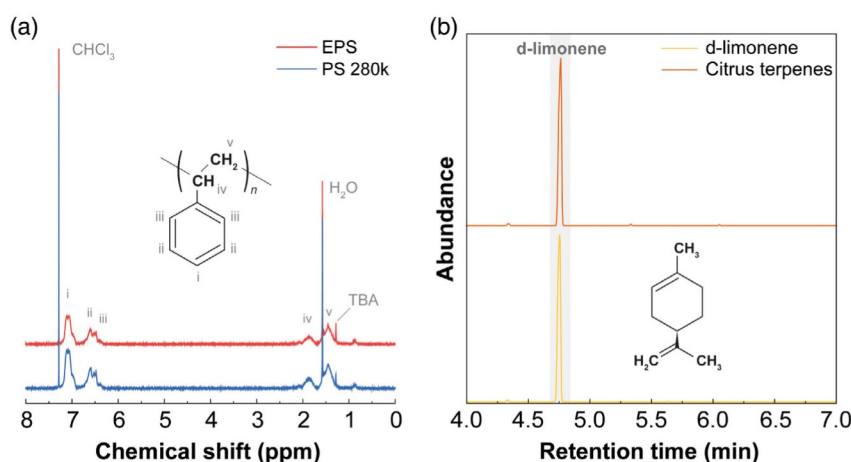 (a)
CHCl3
EPS
PS 280k
v
CH2
CH
iv
n
iii
iii
ii
ii
i
H2O
TBA
i
ii
iii
iv
v
8 7 6 5 4 3 2 1 0
Chemical shift (ppm)
(b)
d-limonene
d-limonene
Citrus terpenes
Abundance
CH3
H2C
CH3
4.0 4.5 5.0 5.5 6.0 6.5 7.0
Retention time (min)